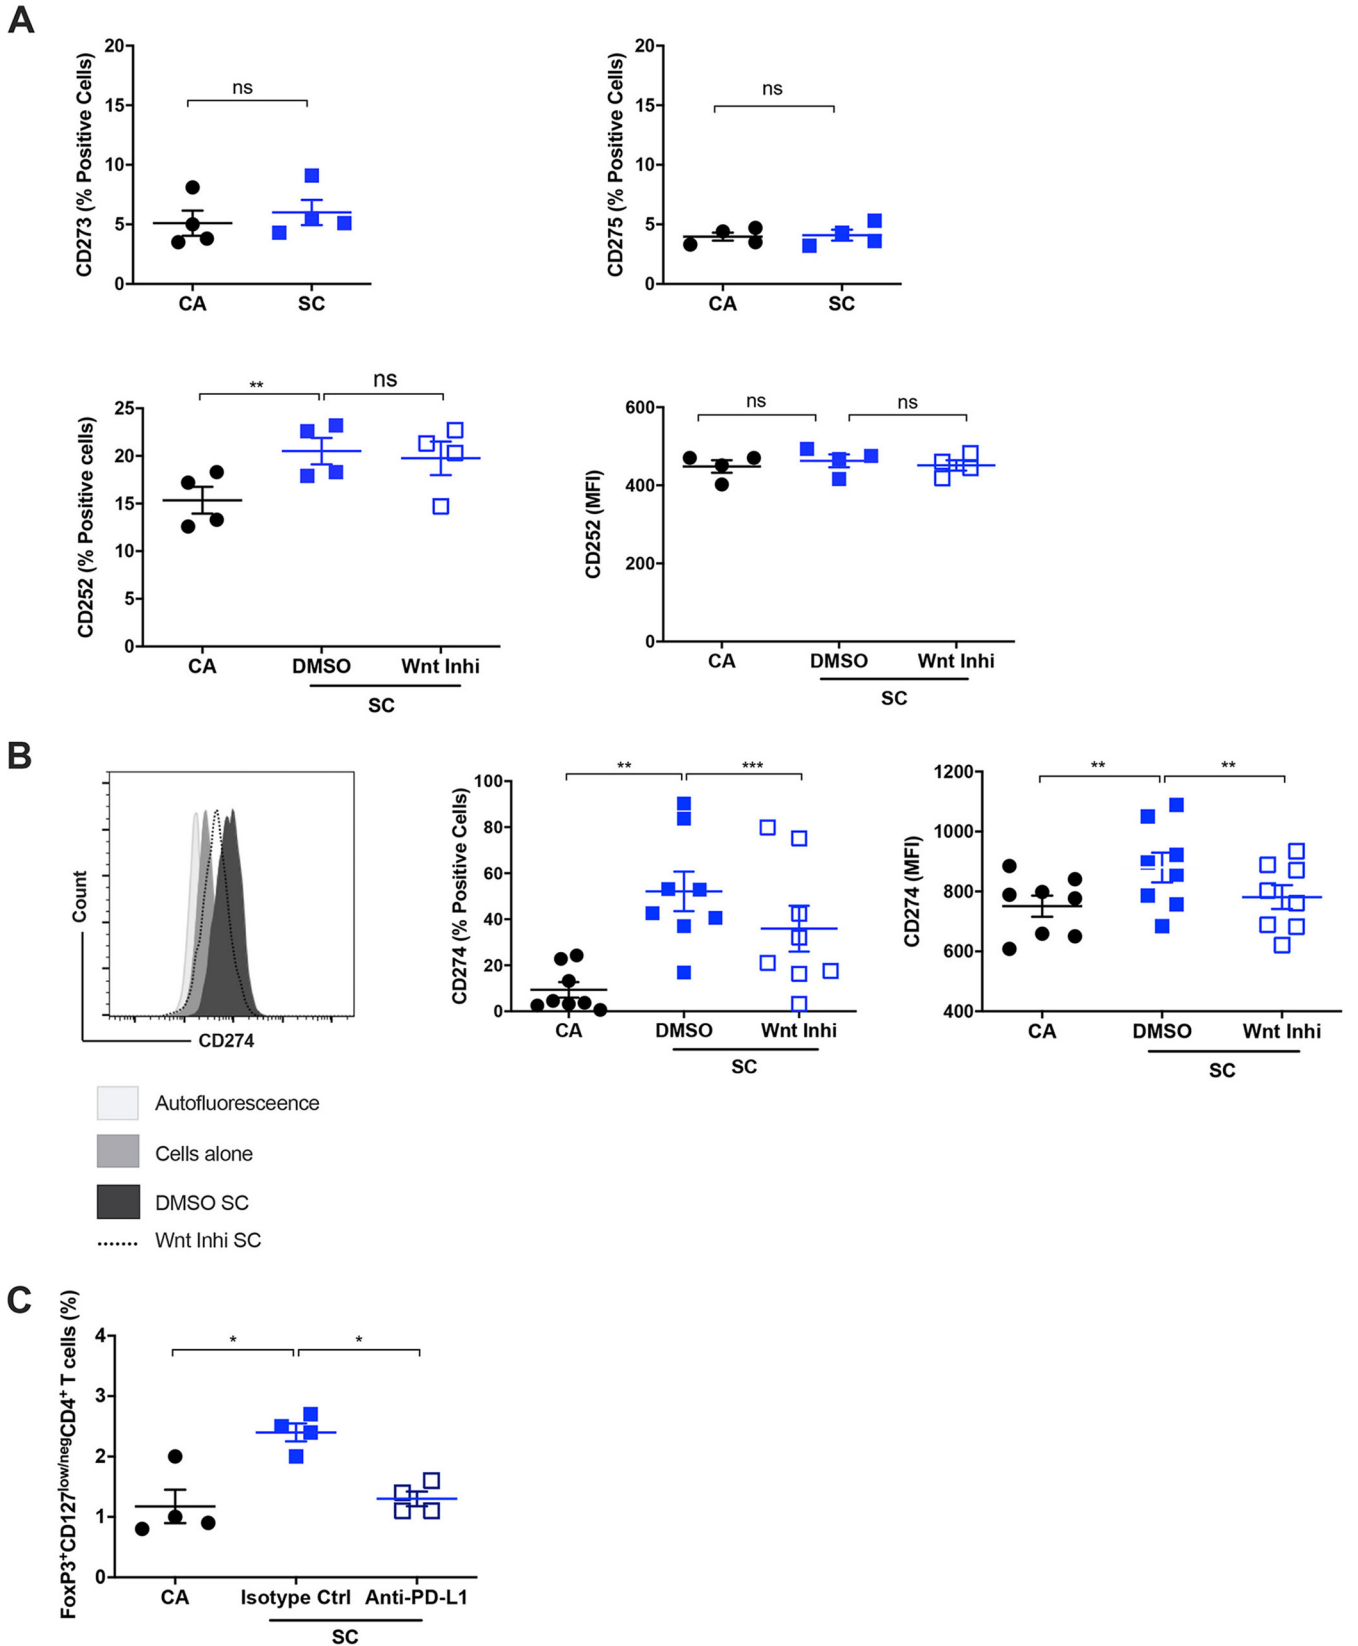 A
CD273 (% Positive Cells)
20
15
10
5
0
ns
CA
SC
CD275 (% Positive Cells)
20
15
10
5
0
ns
CA
SC
CD252 (% Positive cells)
25
20
15
10
5
0
**
ns
CA
DMSO
Wnt Inhi
SC
CD252 (MFI)
600
400
200
0
ns
ns
CA
DMSO
Wnt Inhi
SC
B
Count
CD274
Autofluoresceence
Cells alone
DMSO SC
Wnt Inhi SC
CD274 (% Positive Cells)
100
80
60
40
20
0
**
***
CA
DMSO
Wnt Inhi
SC
CD274 (MFI)
1200
1000
800
600
400
**
**
CA
DMSO
Wnt Inhi
SC
C
FoxP3+CD127low/negCD4+ T cells (%)
4
3
2
1
0
*
*
CA
Isotype Ctrl
Anti-PD-L1
SC